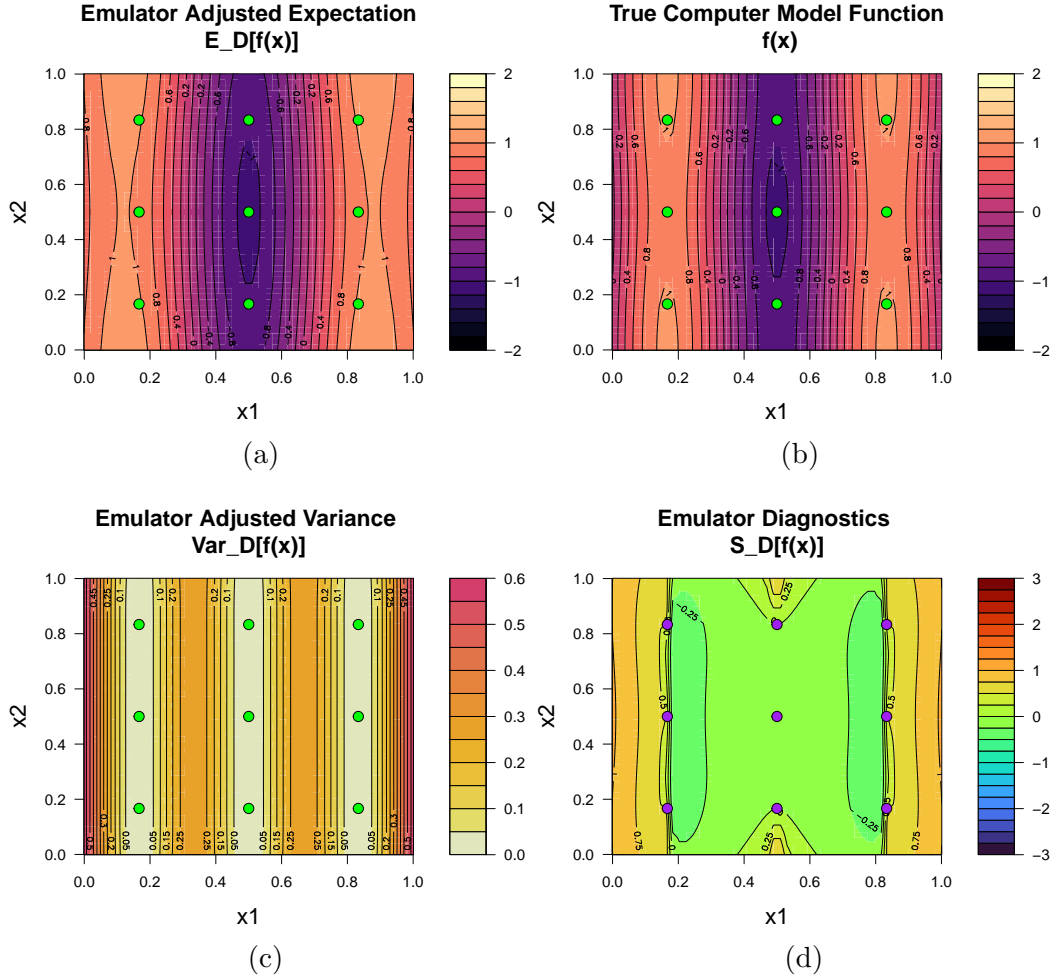 Emulator Adjusted Expectation
E_D[f(x)]
True Computer Model Function
f(x)
x2
1.0
0.8
0.6
0.4
0.2
0.0
0.0 0.2 0.4 0.6 0.8 1.0
x1
2
1
0
−1
−2
x2
1.0
0.8
0.6
0.4
0.2
0.0
0.0 0.2 0.4 0.6 0.8 1.0
x1
2
1
0
−1
−2
(a)
(b)
Emulator Adjusted Variance
Var_D[f(x)]
Emulator Diagnostics
S_D[f(x)]
x2
1.0
0.8
0.6
0.4
0.2
0.0
0.0 0.2 0.4 0.6 0.8 1.0
x1
0.6
0.5
0.4
0.3
0.2
0.1
0.0
x2
1.0
0.8
0.6
0.4
0.2
0.0
0.0 0.2 0.4 0.6 0.8 1.0
x1
3
2
1
0
−1
−2
−3
(c)
(d)